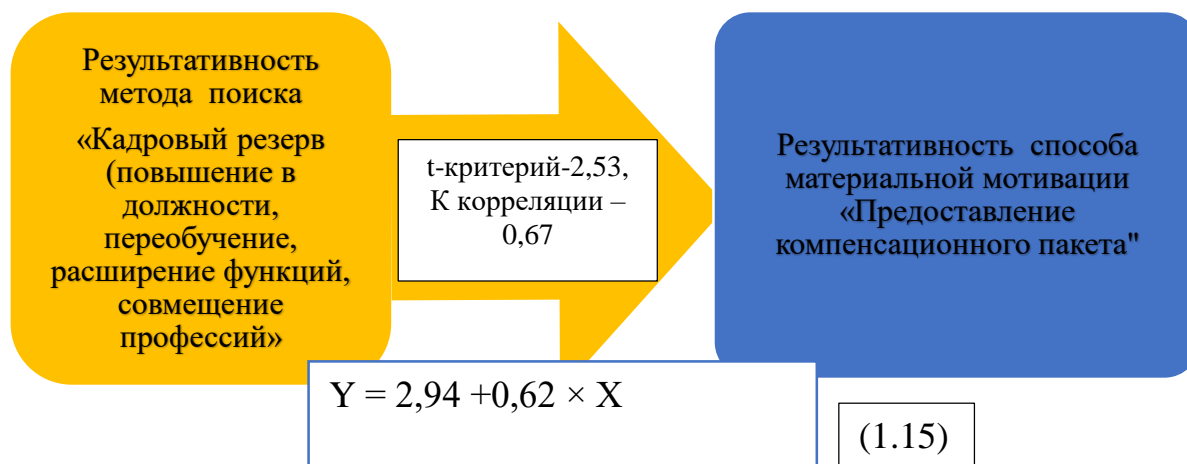 Результативность
метода поиска
«Кадровый резерв
(повышение в
должности,
переобучение,
расширение функций,
совмещение
профессий»
t-критерий-2,53,
К корреляции –
0,67
Результативность способа
материальной мотивации
«Предоставление
компенсационного пакета"
Y = 2,94 +0,62 × X
(1.15)